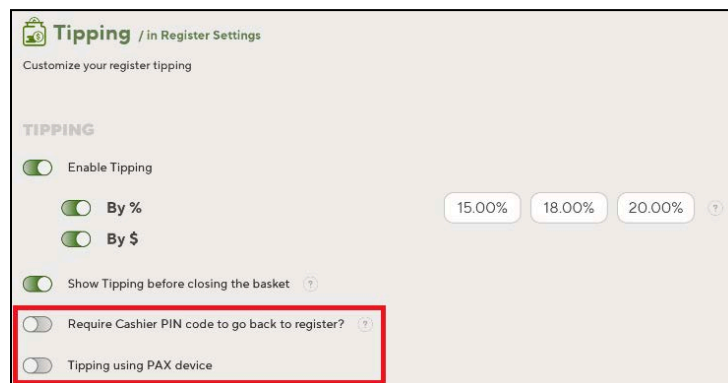 Tipping / in Register Settings
Customize your register tipping
TIPPING
Enable Tipping
By % 15.00% 18.00% 20.00% ?
By $
Show Tipping before closing the basket ?
Require Cashier PIN code to go back to register? ?
Tipping using PAX device